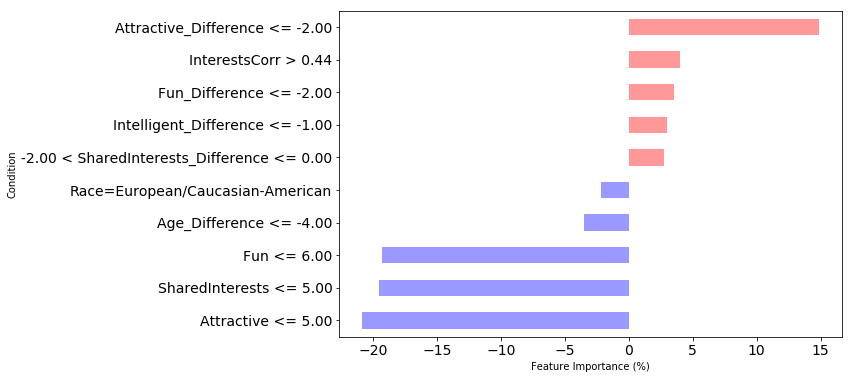 Attractive_Difference <= -2.00
InterestsCorr > 0.44
Fun_Difference <= -2.00
Intelligent_Difference <= -1.00
-2.00 < SharedInterests_Difference <= 0.00
Race=European/Caucasian-American
Age_Difference <= -4.00
Fun <= 6.00
SharedInterests <= 5.00
Attractive <= 5.00
Condition
−20 −15 −10 −5 0 5 10 15
Feature Importance (%)